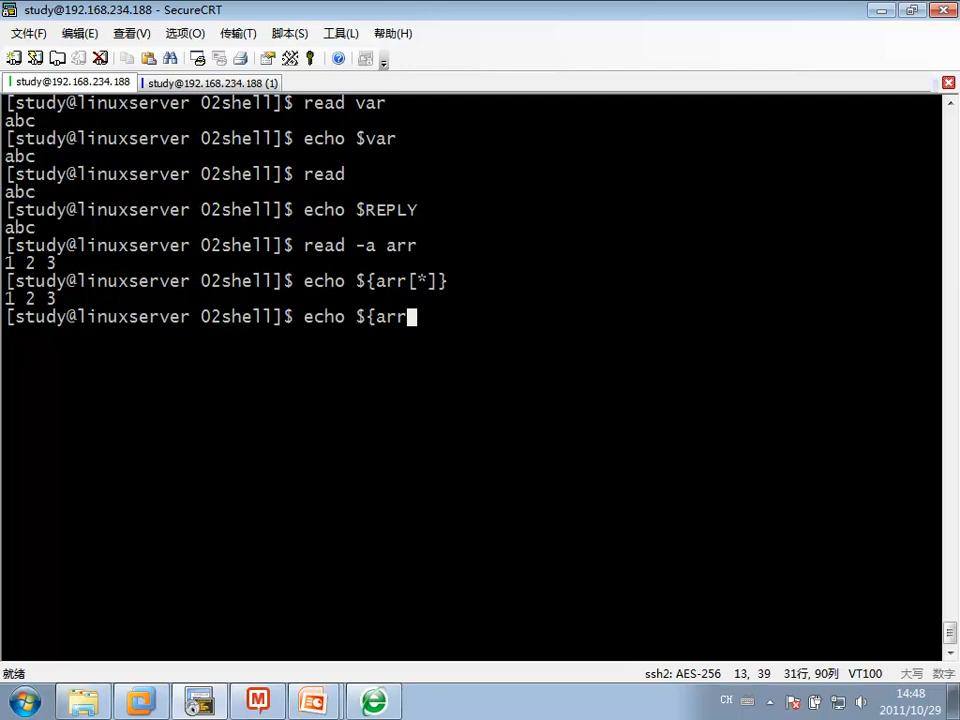 study@192.168.234.188 - SecureCRT
文件(F) 编辑(E) 查看(V) 选项(O) 传输(T) 脚本(S) 工具(L) 帮助(H)
study@192.168.234.188 study@192.168.234.188 (1)
[study@linuxserver 02shell]$ read var
abc
[study@linuxserver 02shell]$ echo $var
abc
[study@linuxserver 02shell]$ read
abc
[study@linuxserver 02shell]$ echo $REPLY
abc
[study@linuxserver 02shell]$ read -a arr
1 2 3
[study@linuxserver 02shell]$ echo ${arr[*]}
1 2 3
[study@linuxserver 02shell]$ echo ${arr
就绪 ssh2: AES-256 13, 39 31行, 90列 VT100 大写 数字
CH 14:48
2011/10/29